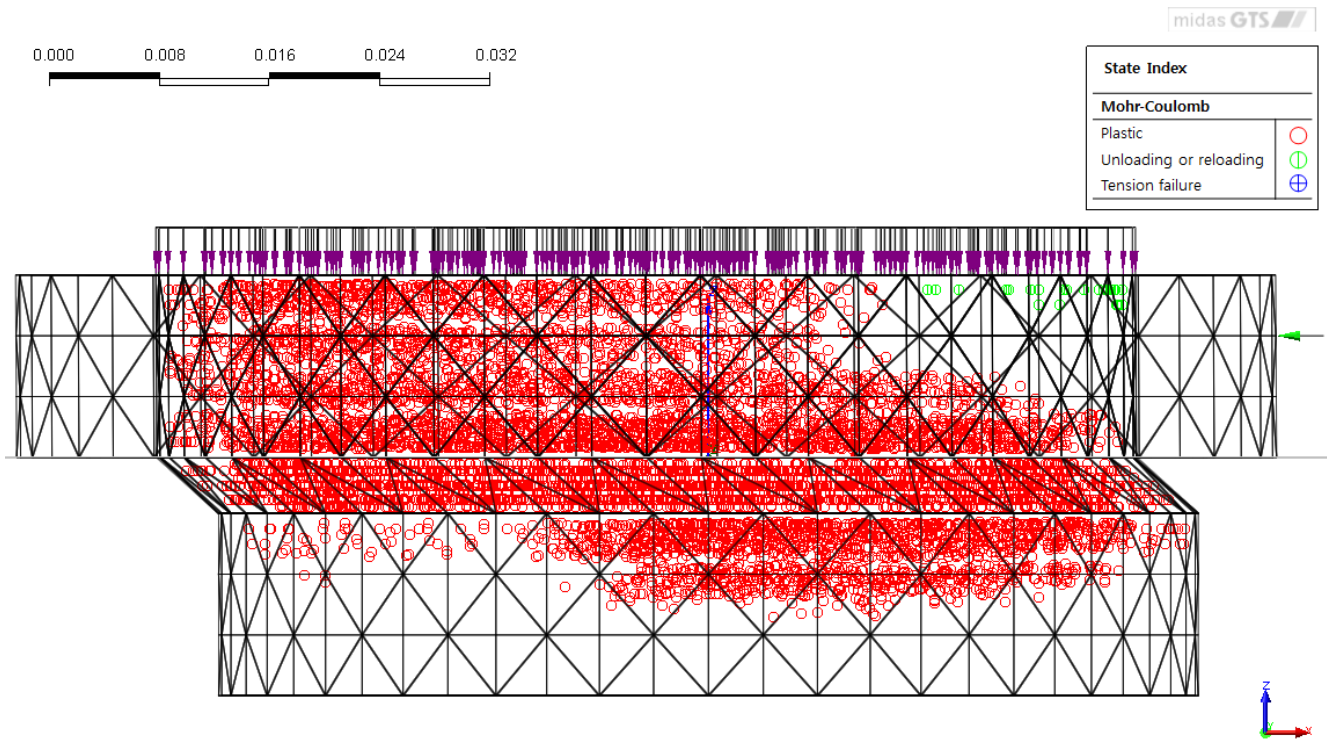 midas GTS
0.000 0.008 0.016 0.024 0.032
State Index
Mohr-Coulomb
Plastic
Unloading or reloading
Tension failure
Z
Y
X